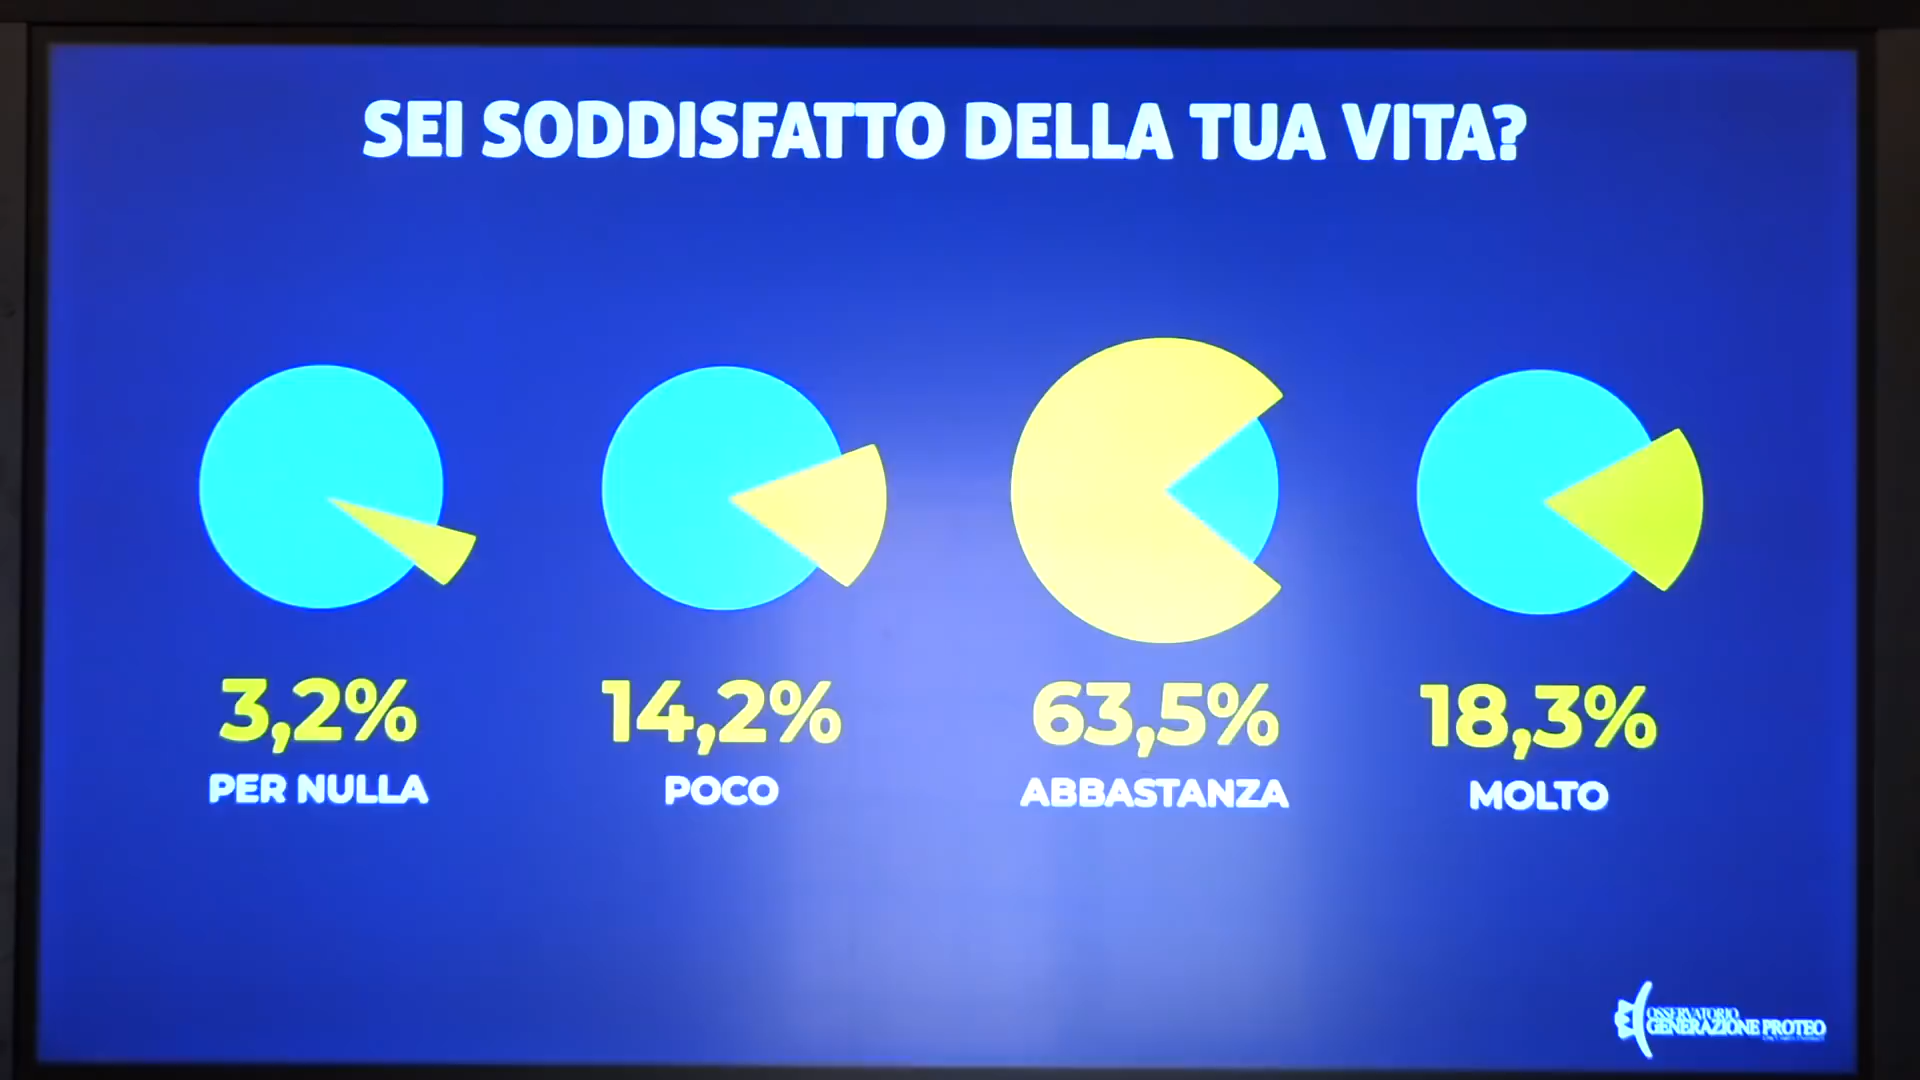 SEI SODDISFATTO DELLA TUA VITA?
3,2%
PER NULLA
14,2%
POCO
63,5%
ABBASTANZA
18,3%
MOLTO
OSSERVATORIO
GENERAZIONE PROTEO